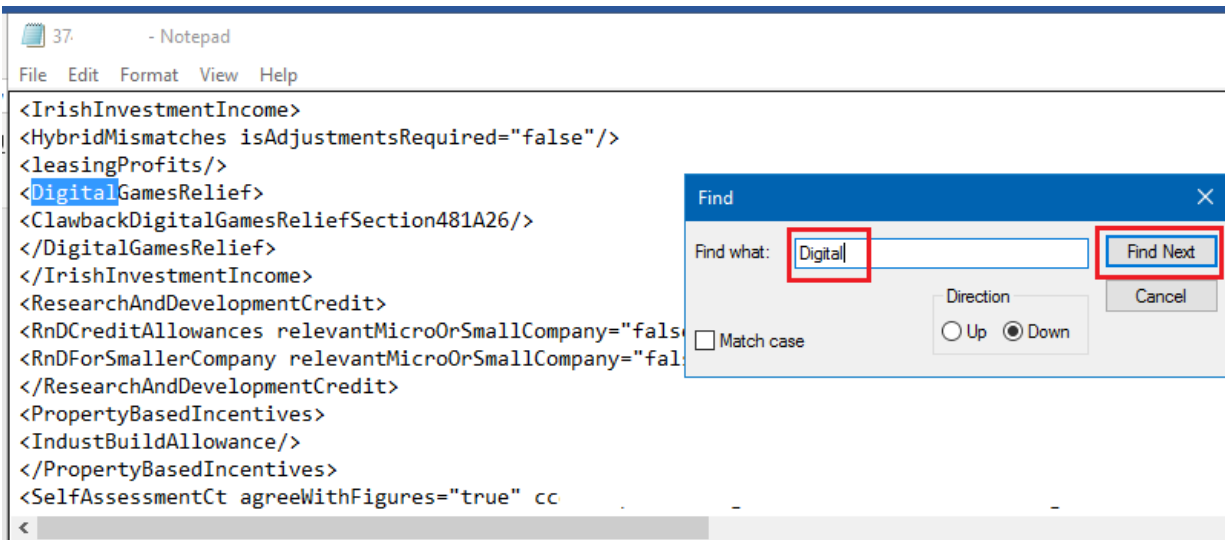 37 - Notepad
File Edit Format View Help
<IrishInvestmentIncome>
<HybridMismatches isAdjustmentsRequired="false"/>
<leasingProfits/>
<DigitalGamesRelief>
<ClawbackDigitalGamesReliefSection481A26/>
</DigitalGamesRelief>
</IrishInvestmentIncome>
<ResearchAndDevelopmentCredit>
<RnDCreditAllowances relevantMicroOrSmallCompany="fals
<RnDForSmallerCompany relevantMicroOrSmallCompany="fal
</ResearchAndDevelopmentCredit>
<PropertyBasedIncentives>
<IndustBuildAllowance/>
</PropertyBasedIncentives>
<SelfAssessmentCt agreeWithFigures="true" cc
Find
Find what: Digital Find Next
Direction Cancel
Match case Up Down